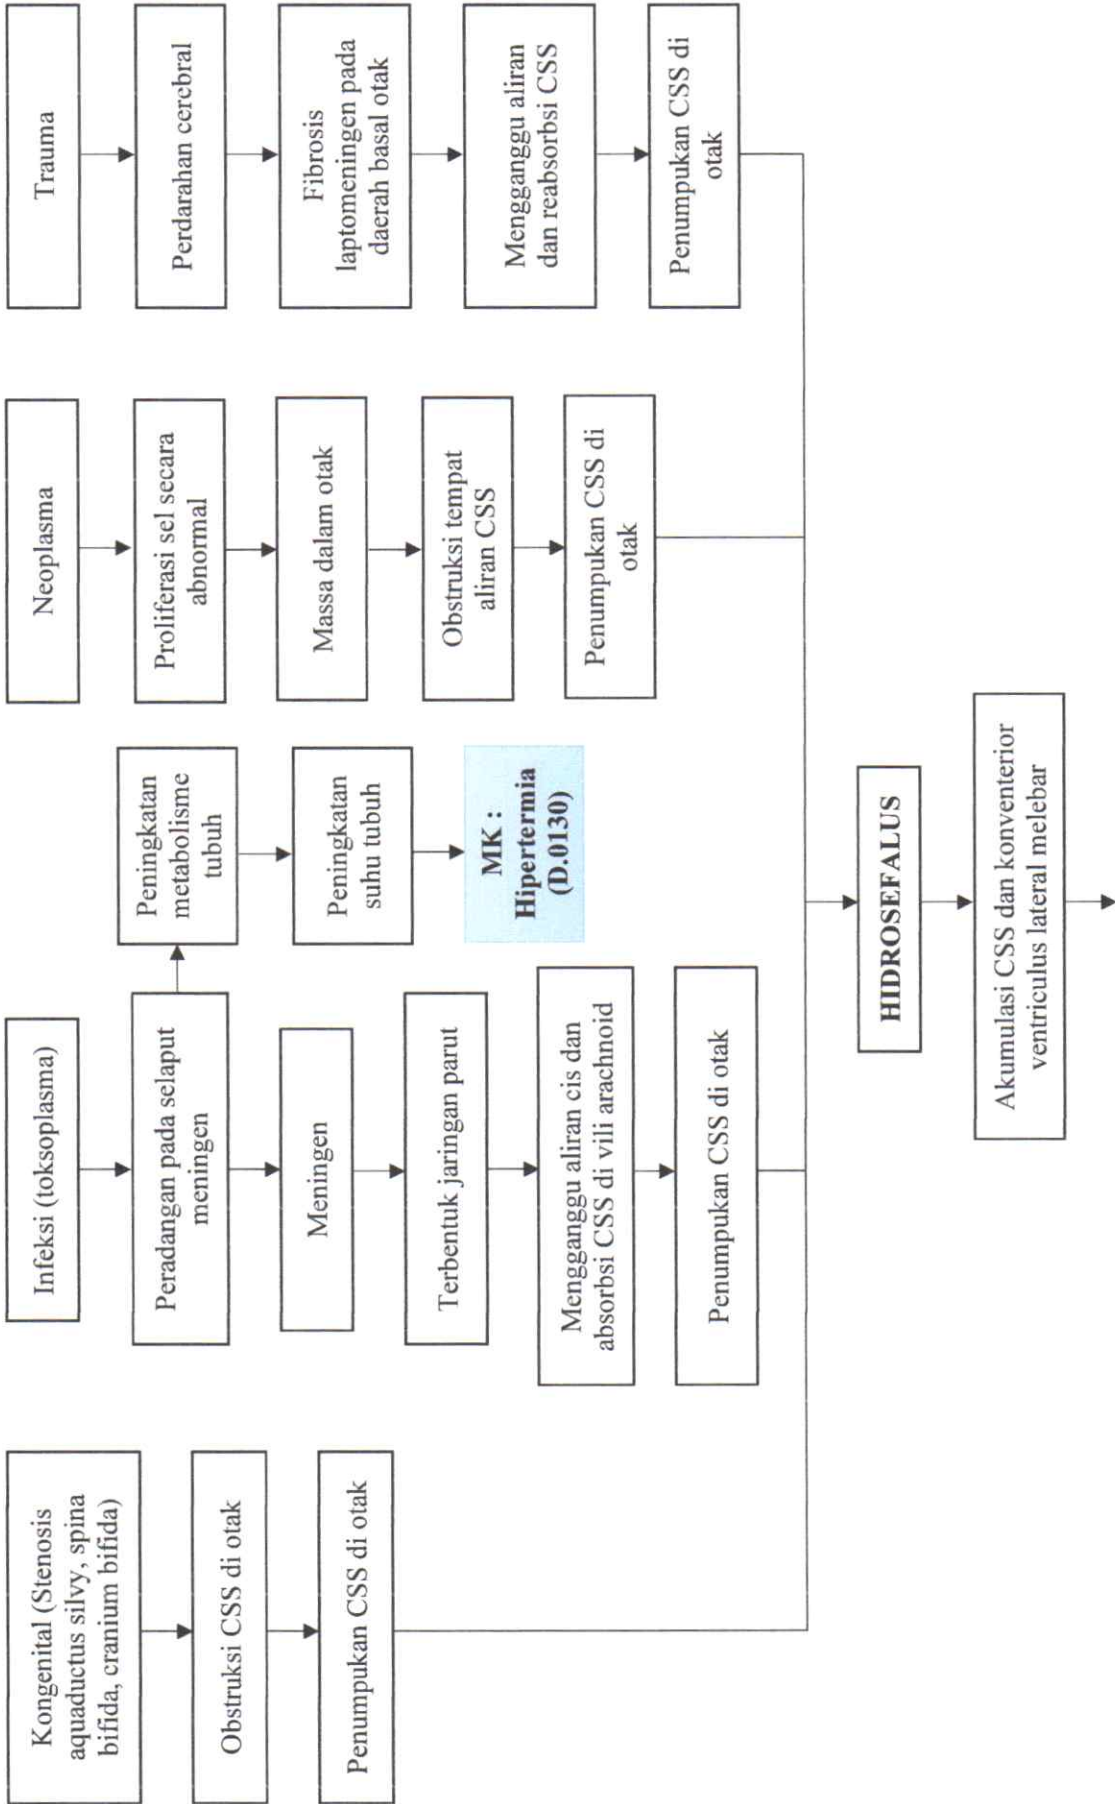 Kongenital (Stenosis
aquaductus silvy, spina
bifida, cranium bifida)
Obstruksi CSS di otak
Penumpukan CSS di otak
Infeksi (toksoplasma)
Peradangan pada selaput
meningen
Meningen
Terbentuk jaringan parut
Mengganggu aliran cis dan
absorbsi CSS di vili arachnoid
Penumpukan CSS di otak
Peningkatan
metabolisme
tubuh
Peningkatan
suhu tubuh
MK :
Hipertermia
(D.0130)
Neoplasma
Proliferasi sel secara
abnormal
Massa dalam otak
Obstruksi tempat
aliran CSS
Penumpukan CSS di
otak
Trauma
Perdarahan cerebral
Fibrosis
laptomeningen pada
daerah basal otak
Mengganggu aliran
dan reabsorbsi CSS
Penumpukan CSS di
otak
HIDROSEFALUS
Akumulasi CSS dan konventerior
ventriculus lateral melebar